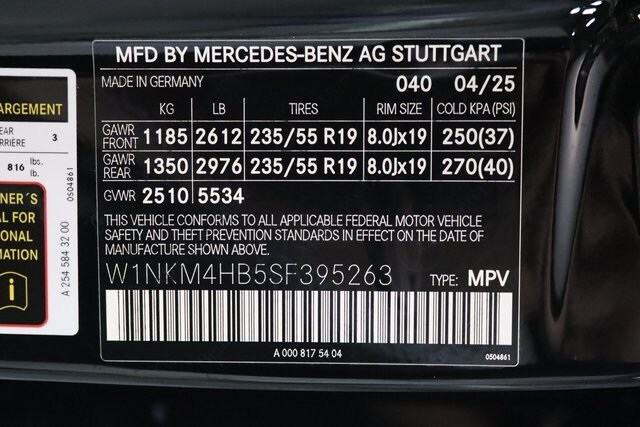 MFD BY MERCEDES-BENZ AG STUTTGART
MADE IN GERMANY 040 04/25
KG LB TIRES RIM SIZE COLD KPA(PSI)
GAWR FRONT 1185 2612 235/55 R19 8.0Jx19 250(37)
GAWR REAR 1350 2976 235/55 R19 8.0Jx19 270(40)
GVWR 2510 5534
THIS VEHICLE CONFORMS TO ALL APPLICABLE FEDERAL MOTOR VEHICLE
SAFETY AND THEFT PREVENTION STANDARDS IN EFFECT ON THE DATE OF
MANUFACTURE SHOWN ABOVE.
W1NKM4HB5SF395263 TYPE: MPV
A 000 817 54 04
0504861
ARGEMENT
EAR 3
RRIÈRE
816 lbs.
lb.
NER´S
AL FOR
ONAL
MATION
i
0504861
A 254 584 32 00